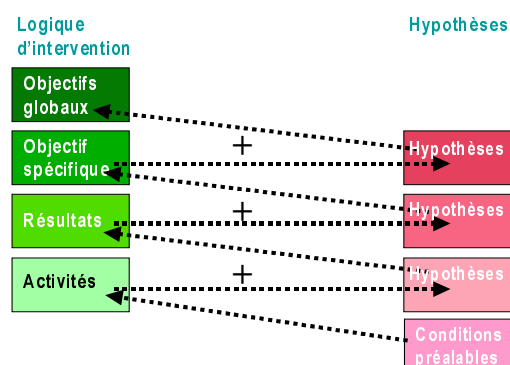 Logique
d'intervention
Hypothèses
Objectifs
globaux
Objectif
spécifique
+
Hypothèses
Résultats
+
Hypothèses
Activités
+
Hypothèses
Conditions
préalables